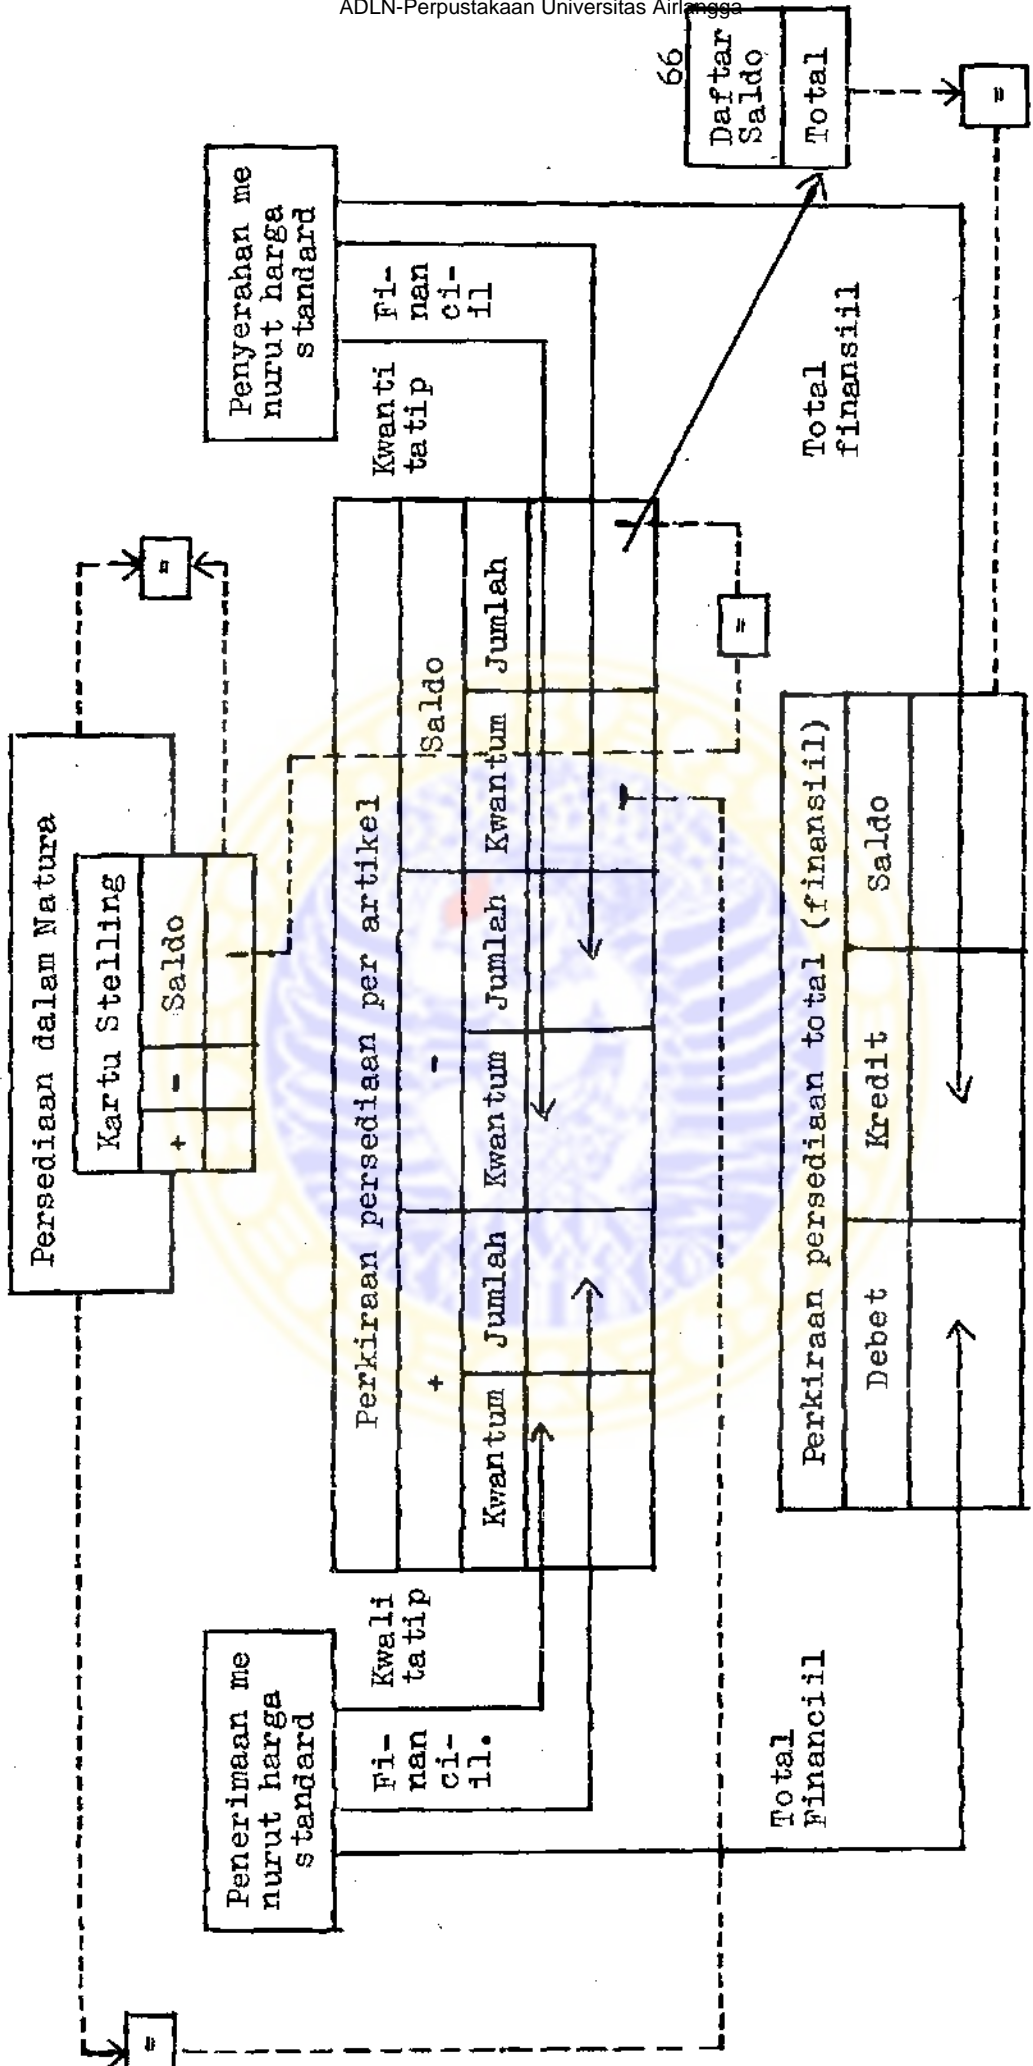 ADLN-Perpustakaan Universitas Airlangga
66
Persediaan dalam Natura
Kartu Stelling
+ - Saldo
=
=
Penerimaan me
nurut harga
standard
Fi-
nan
ci-
il.
Kwali
tatip
Penyerahan me
nurut harga
standard
Kwanti
tatip
Fi-
nan
ci-
il
Perkiraan persediaan per artikel
+ - Saldo
Kwantum Jumlah Kwantum Jumlah Kwantum Jumlah
=
Daftar
Saldo
Total
=
Total
Financiil
Total
finansiil
Perkiraan persediaan total (finansiil)
Debet Kredit Saldo